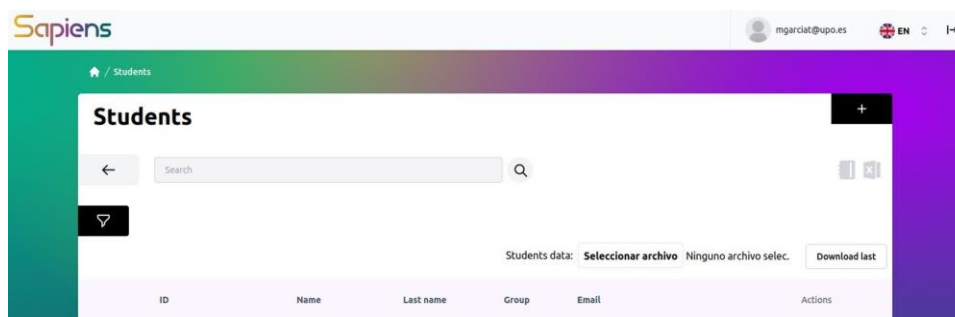 Sapiens
mgarciat@upo.es EN
/ Students
Students
+
Search
Students data: Seleccionar archivo Ninguno archivo selec. Download last
ID Name Last name Group Email Actions